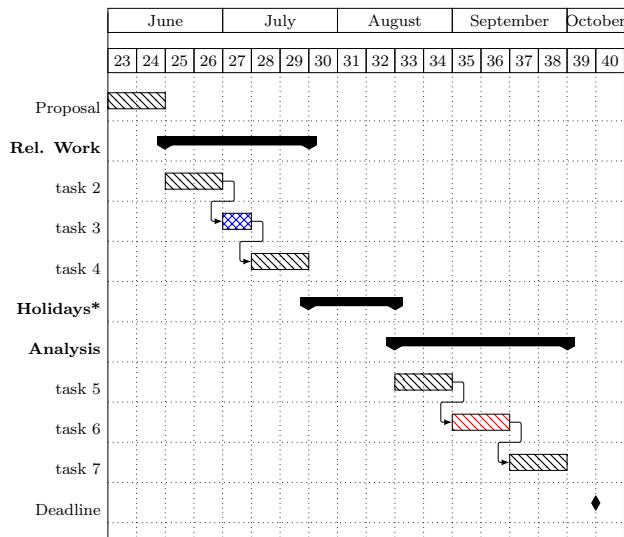 June July August September October
23 24 25 26 27 28 29 30 31 32 33 34 35 36 37 38 39 40
Proposal
Rel. Work
task 2
task 3
task 4
Holidays*
Analysis
task 5
task 6
task 7
Deadline